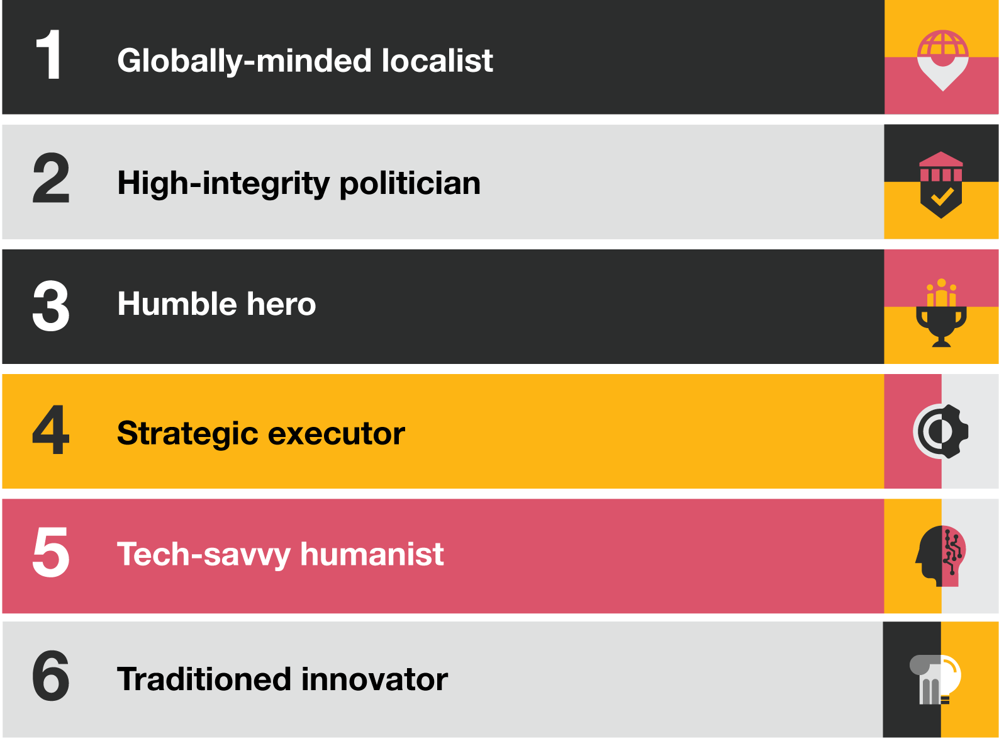 1 Globally-minded localist
2 High-integrity politician
3 Humble hero
4 Strategic executor
5 Tech-savvy humanist
6 Traditioned innovator